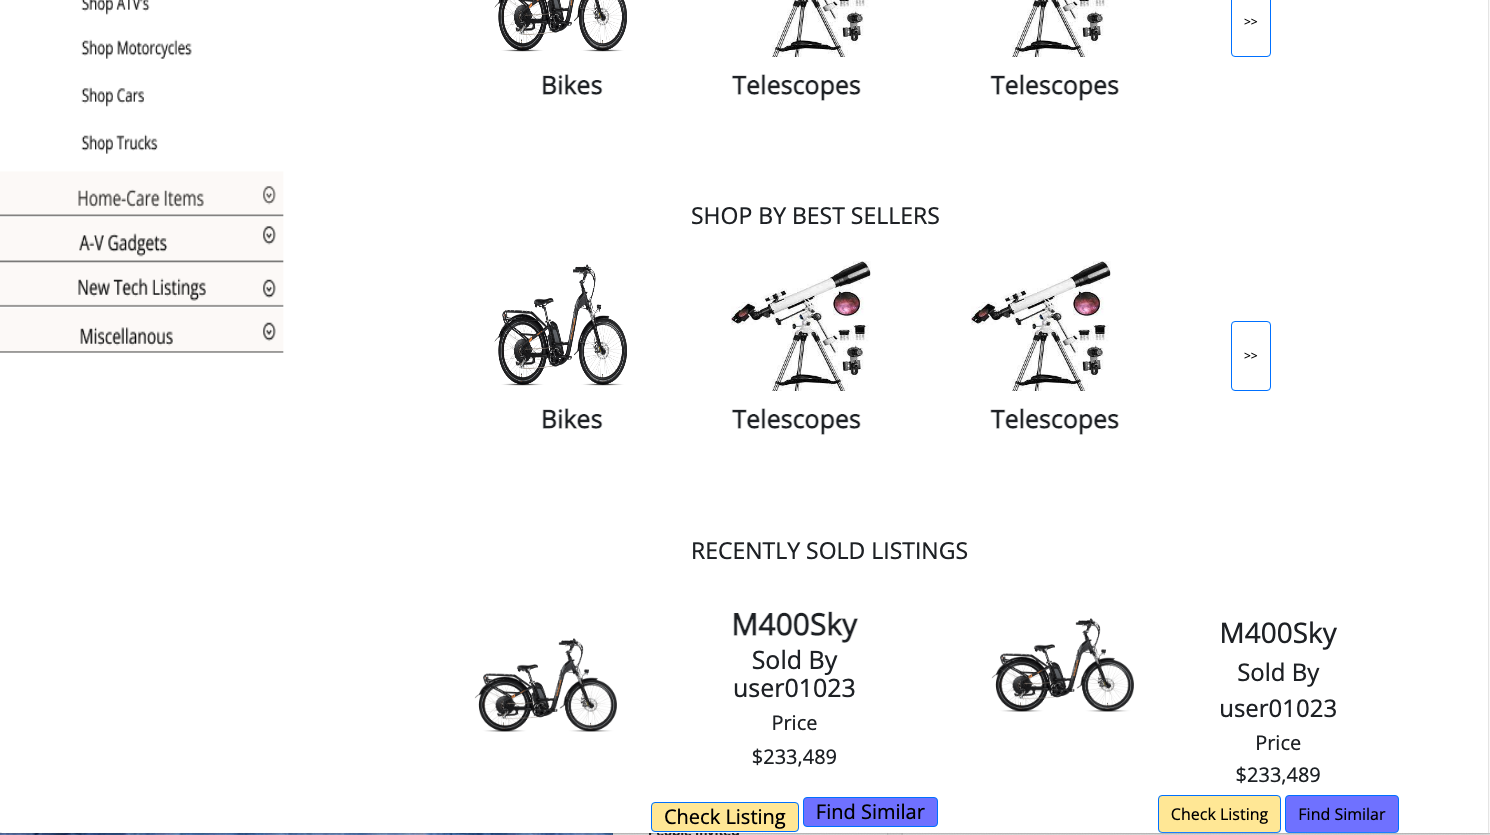 Shop ATV's
Shop Motorcycles
Shop Cars
Shop Trucks
Home-Care Items
A-V Gadgets
New Tech Listings
Miscellanous
>>
Bikes
Telescopes
Telescopes
SHOP BY BEST SELLERS
>>
Bikes
Telescopes
Telescopes
RECENTLY SOLD LISTINGS
M400Sky
Sold By
user01023
Price
$233,489
Check Listing
Find Similar
M400Sky
Sold By
user01023
Price
$233,489
Check Listing
Find Similar